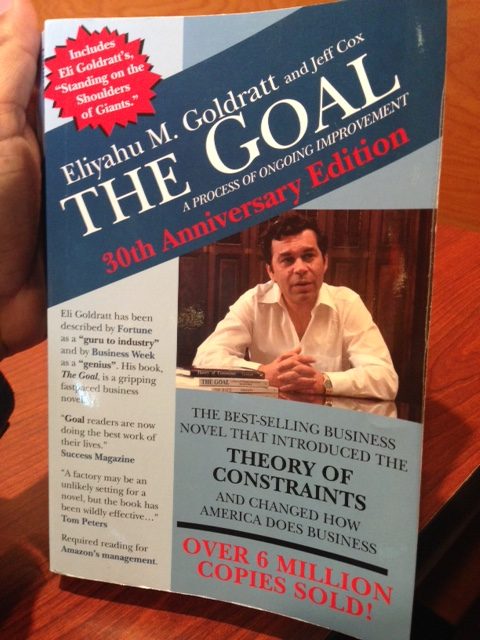 Includes
Eli Goldratt's,
"Standing on the
Shoulders
of Giants."
Eliyahu M. Goldratt and Jeff Cox
THE GOAL
A PROCESS OF ONGOING IMPROVEMENT
30th Anniversary Edition
Eli Goldratt has been
described by Fortune
as a "guru to industry"
and by Business Week
as a "genius". His book,
The Goal, is a gripping
business
"Goal readers are now
doing the best work of
their lives."
Success Magazine
"A factory may be an
unlikely setting for a
novel, but the book has
been wildly effective..."
Tom Peters
Required reading for
Amazon's management.
Theory of Constraints
THE GOAL
THE BEST-SELLING BUSINESS
NOVEL THAT INTRODUCED THE
THEORY OF
CONSTRAINTS
AND CHANGED HOW
AMERICA DOES BUSINESS
OVER 6 MILLION
COPIES SOLD!